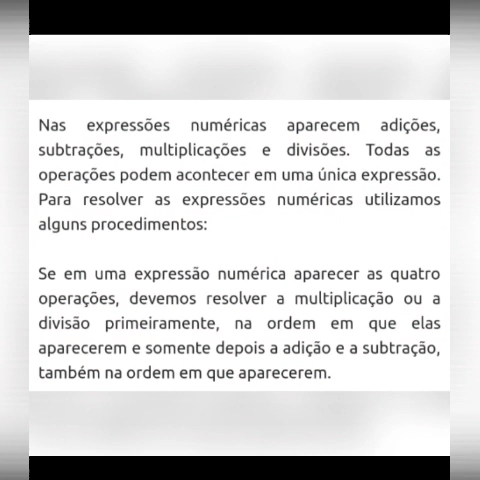 Nas expressões numéricas aparecem adições,
subtrações, multiplicações e divisões. Todas as
operações podem acontecer em uma única expressão.
Para resolver as expressões numéricas utilizamos
alguns procedimentos:
Se em uma expressão numérica aparecer as quatro
operações, devemos resolver a multiplicação ou a
divisão primeiramente, na ordem em que elas
aparecerem e somente depois a adição e a subtração,
também na ordem em que aparecerem.